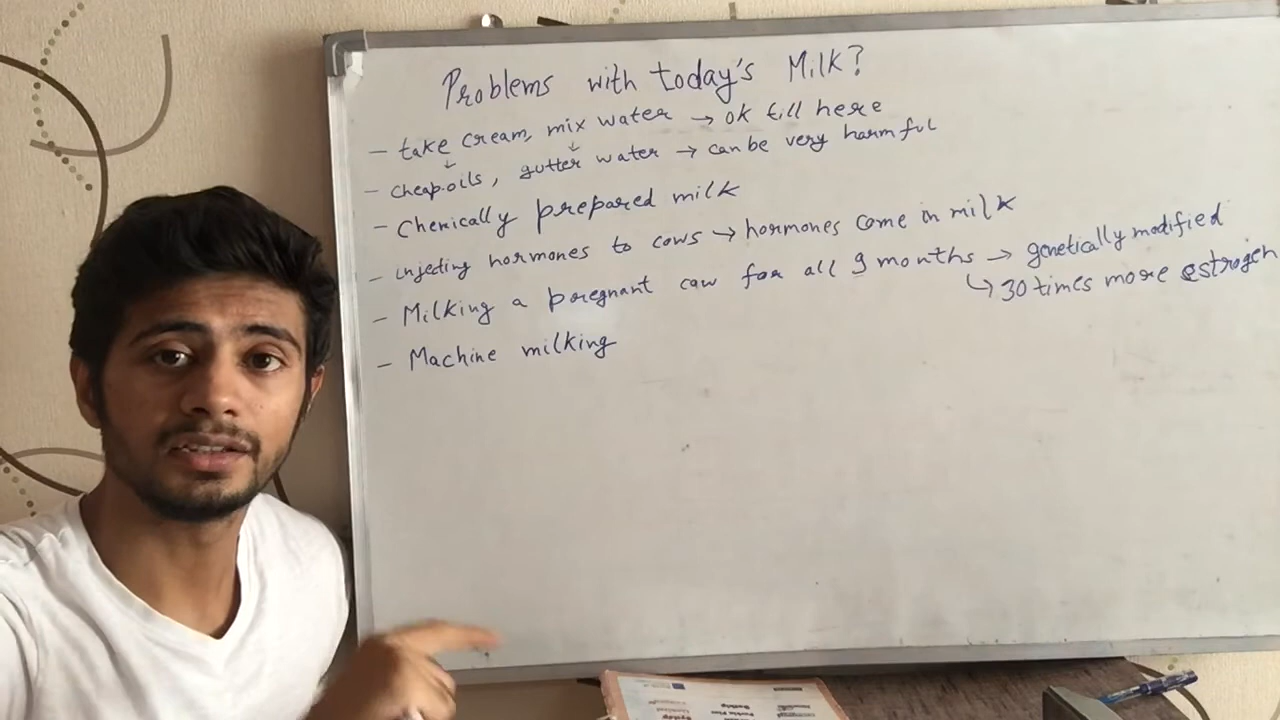 Problems with today's Milk?
- take cream, mix water → ok till here
- cheap oils, gutter water → can be very harmful
- Chemically prepared milk
- injecting hormones to cows → hormones come in milk
- Milking a pregnant cow for all 9 months → genetically modified
↳ 30 times more estrogen
- Machine milking